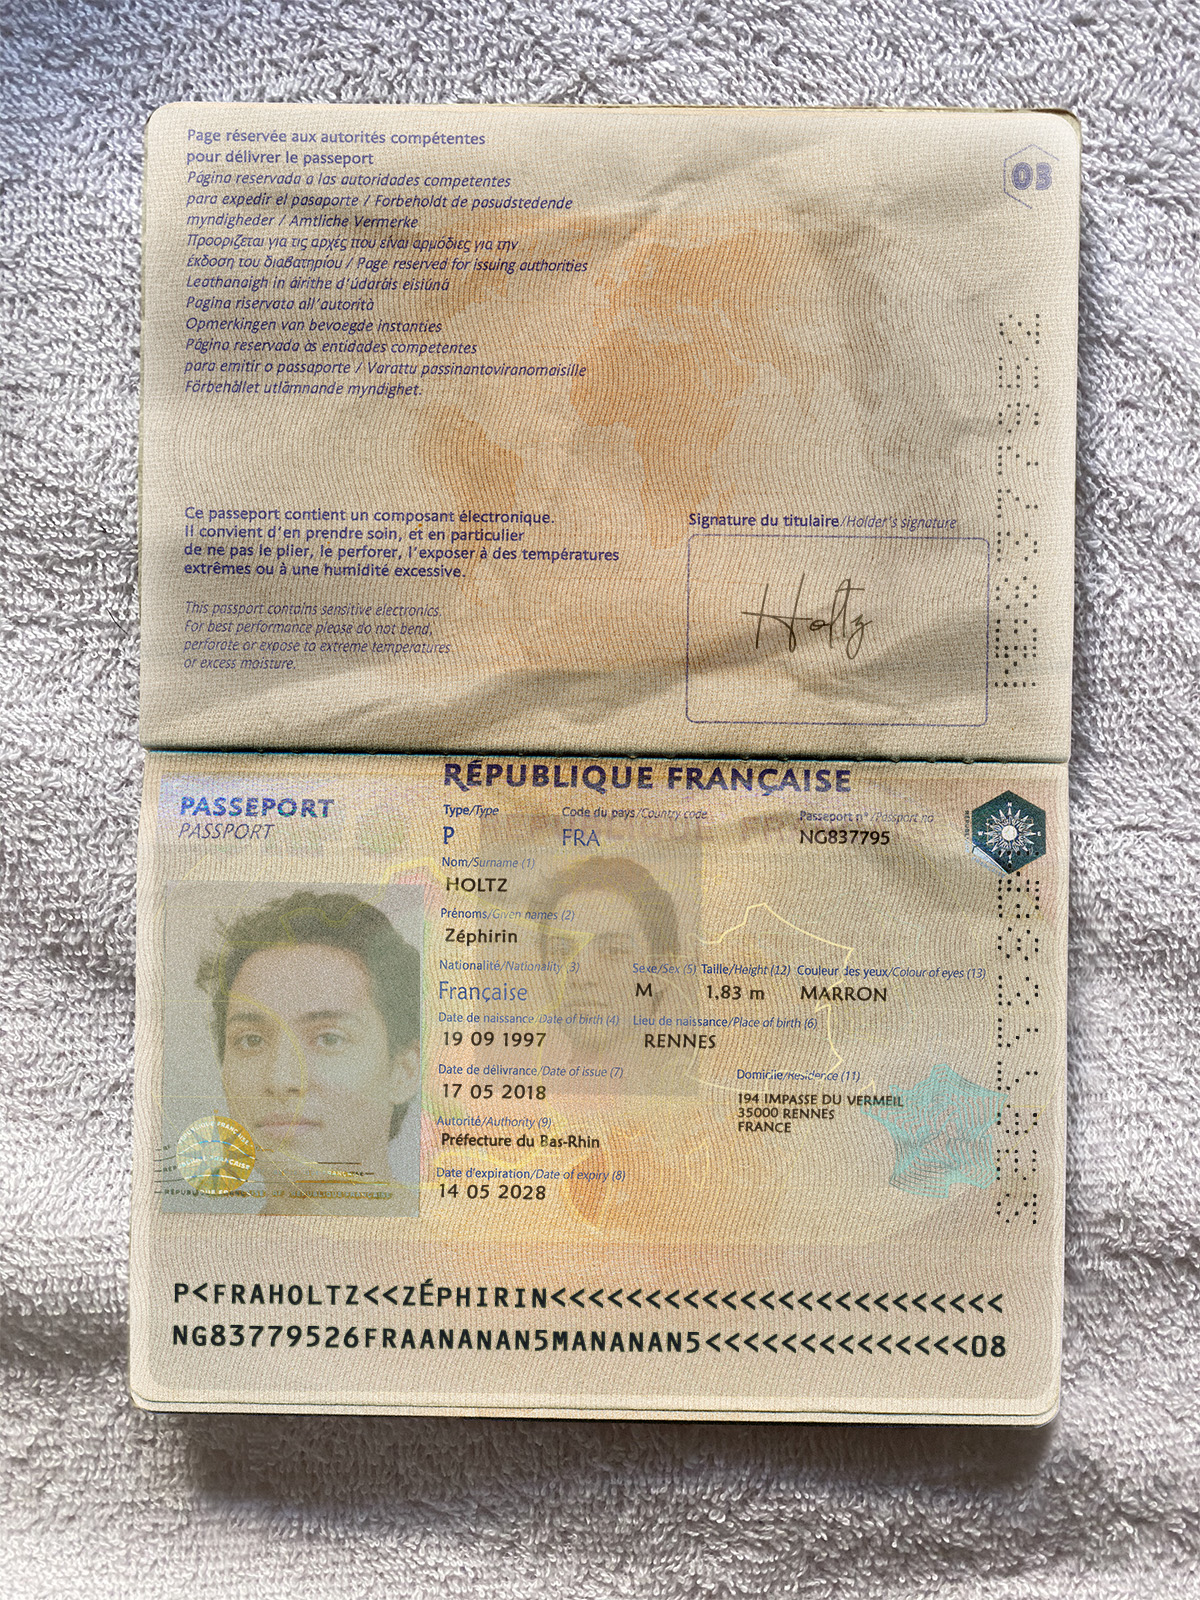 Page réservée aux autorités compétentes
pour délivrer le passeport
Pagina reservada a las autoridades competentes
para expedir el pasaporte / Forbeholdt de pasudstedende
myndigheder / Amtliche Vermerke
Προορίζεται για τις αρχές που είναι αρμόδιες για την
έκδοση του διαβατηρίου / Page reserved for issuing authorities
Leathanaigh in áirithe d'údaráis eisiúna
Pagina riservata all'autorità
Opmerkingen van bevoegde instanties
Página reservada às entidades competentes
para emitir o passaporte / Varattu passinantoviranomaisille
Förbehållet utlämnande myndighet.
03
Ce passeport contient un composant électronique.
Il convient d'en prendre soin, et en particulier
de ne pas le plier, le perforer, l'exposer à des températures
extrêmes ou à une humidité excessive.
This passport contains sensitive electronics.
For best performance please do not bend,
perforate or expose to extreme temperatures
or excess moisture.
Signature du titulaire/Holder's signature
Holtz
RÉPUBLIQUE FRANÇAISE
PASSEPORT
PASSPORT
Type/Type Code du pays/Country code Passeport n°/Passport no
P FRA NG837795
Nom/Surname (1)
HOLTZ
Prénoms/Given names (2)
Zéphirin
Nationalité/Nationality (3) Sexe/Sex (5) Taille/Height (12) Couleur des yeux/Colour of eyes (13)
Française M 1,83 m MARRON
Date de naissance/Date of birth (4) Lieu de naissance/Place of birth (6)
19 09 1997 RENNES
Date de délivrance/Date of issue (7) Domicile/Residence (11)
17 05 2018 194 IMPASSE DU VERMEIL
35000 RENNES
FRANCE
Autorité/Authority (9)
Préfecture du Bas-Rhin
Date d'expiration/Date of expiry (8)
14 05 2028
P<FRAHOLTZ<<ZÉPHIRIN<<<<<<<<<<<<<<<<<<<<<<<<
NG83779526FRAANANAN5MANANAN5<<<<<<<<<<<<<<08